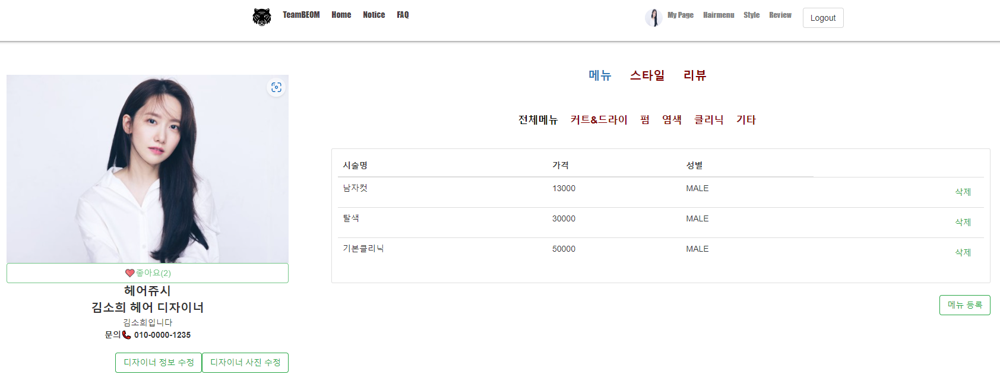 TeamBEOM Home Notice FAQ My Page Hairmenu Style Review Logout
메뉴 스타일 리뷰
전체메뉴 커트&드라이 펌 염색 클리닉 기타
시술명 가격 성별
남자컷 13000 MALE 삭제
탈색 30000 MALE 삭제
기본클리닉 50000 MALE 삭제
메뉴 등록
좋아요(2)
헤어쥬시
김소희 헤어 디자이너
김소희입니다
문의 010-0000-1235
디자이너 정보 수정 디자이너 사진 수정